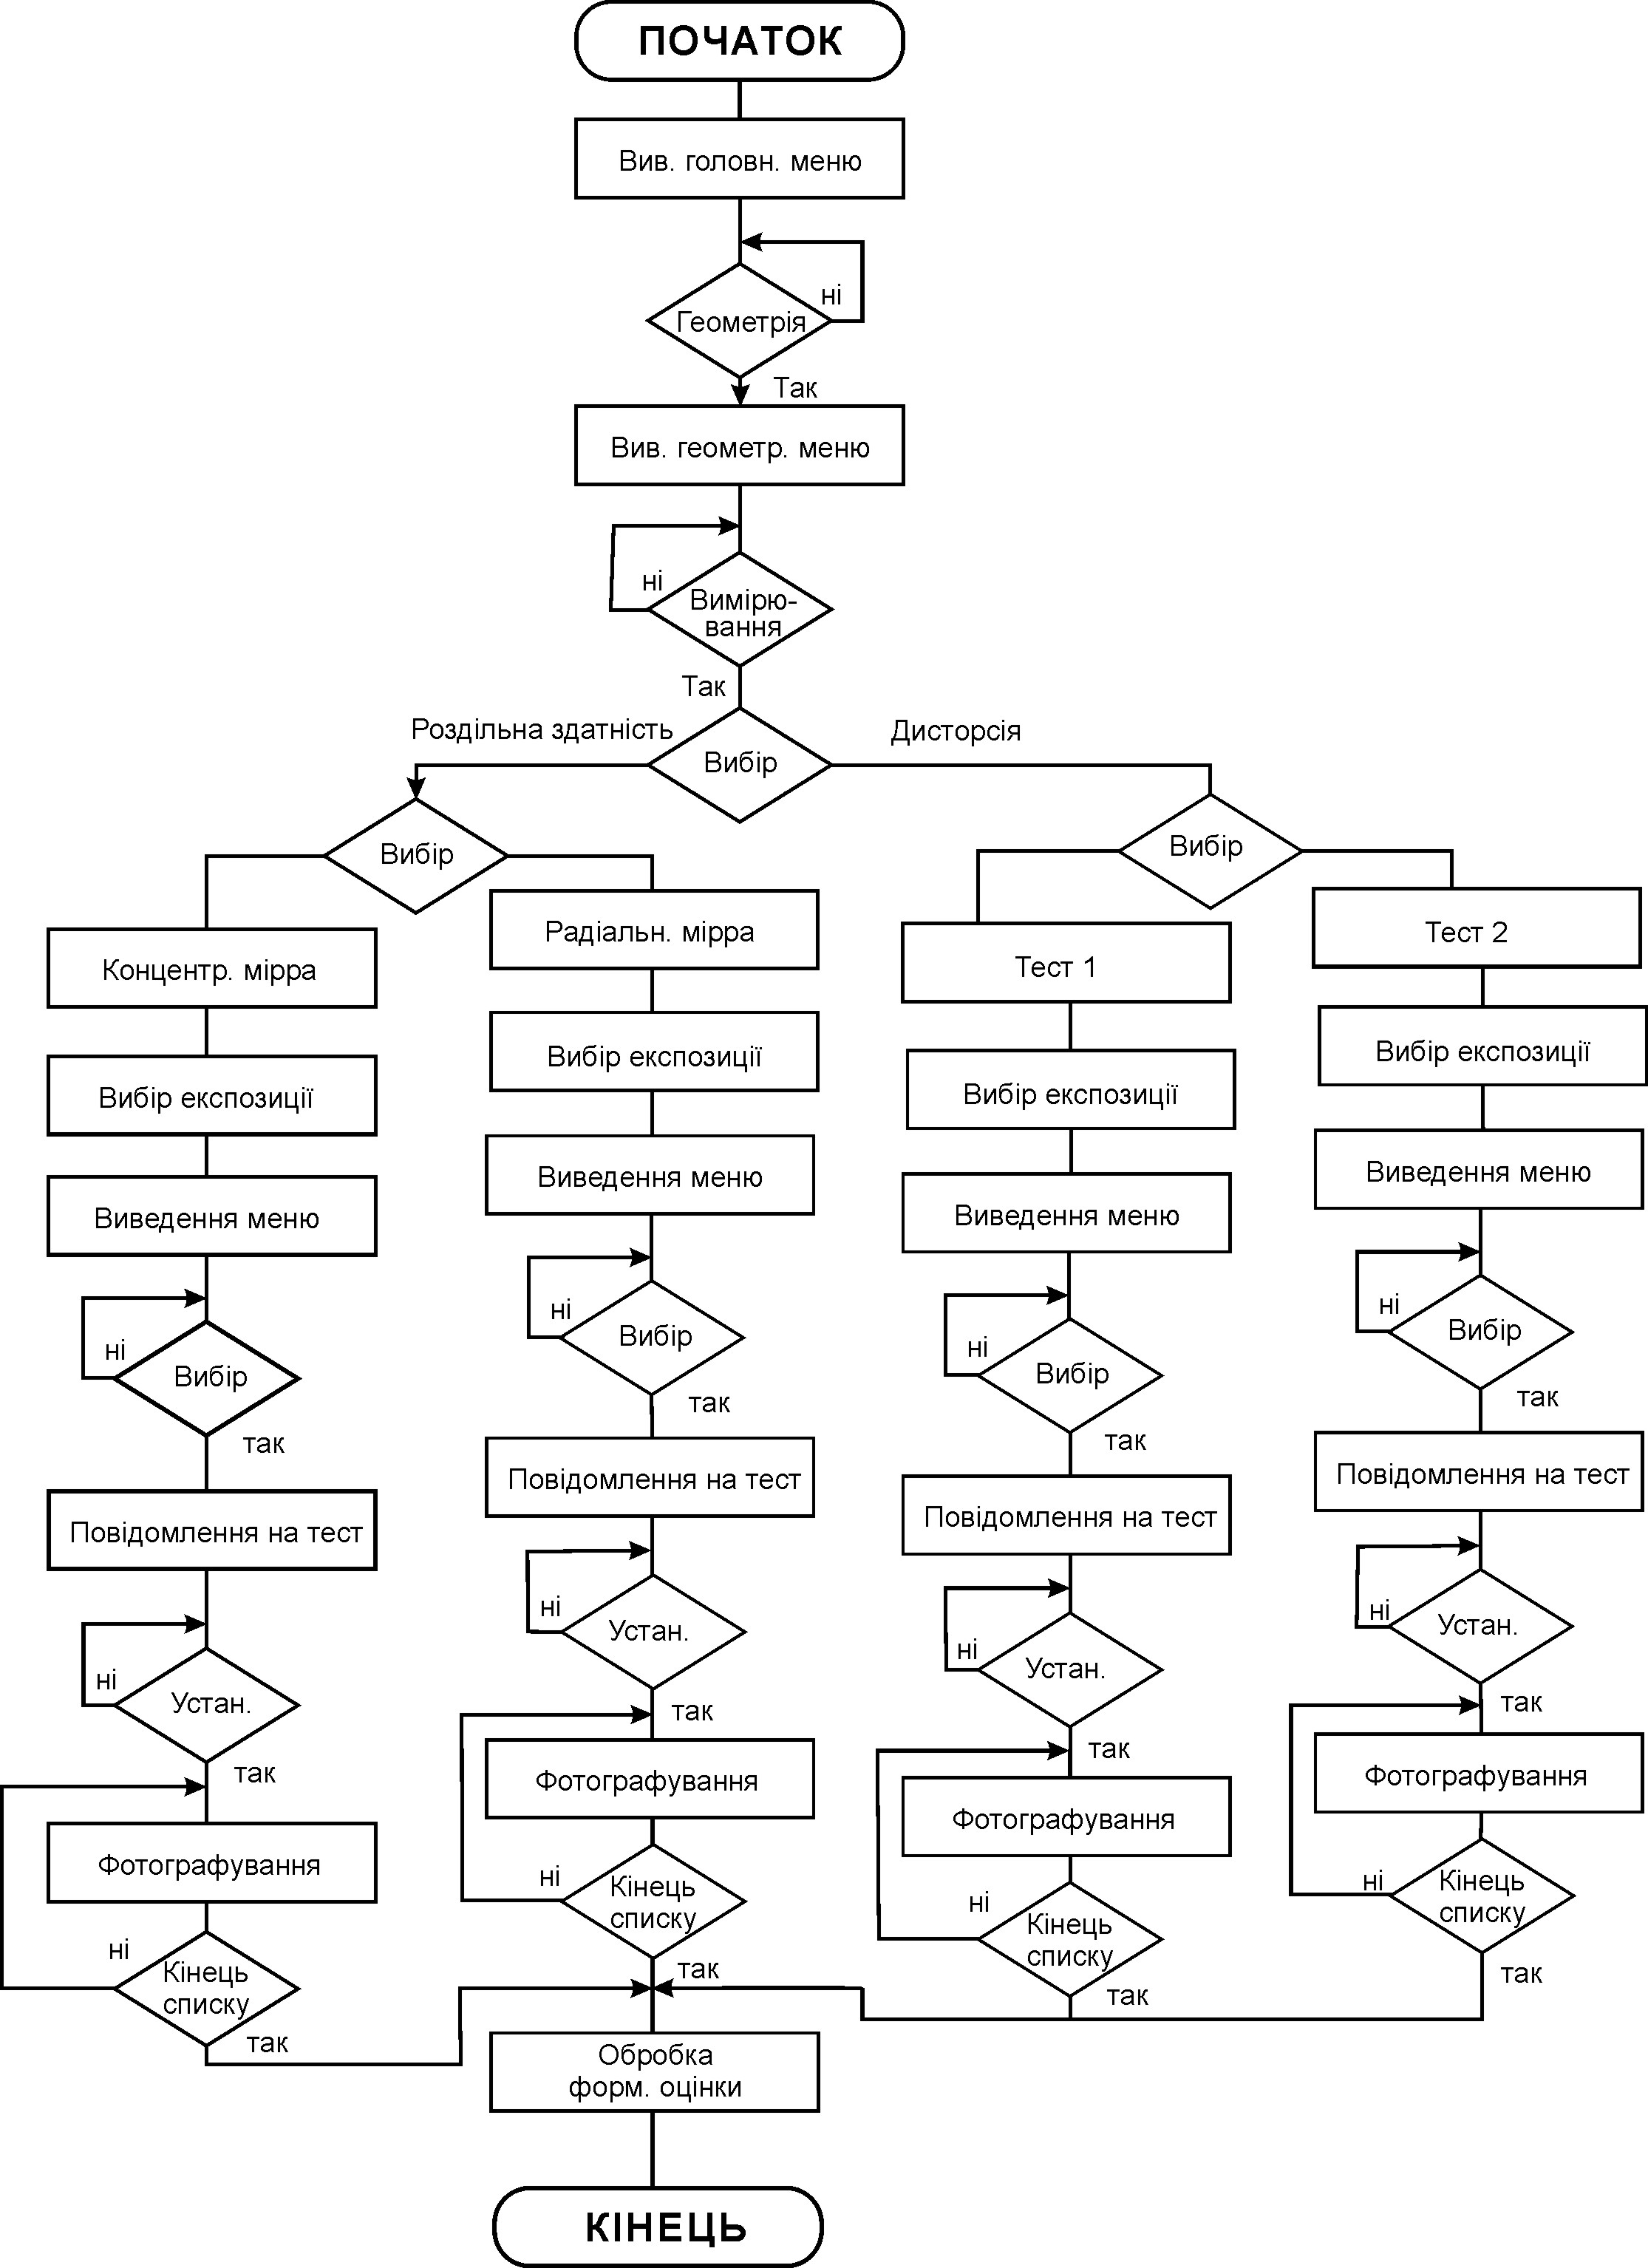 ПОЧАТОК
Вив. головн. меню
ні
Геометрія
Так
Вив. геометр. меню
ні
Вимірю-
вання
Так
Роздільна здатність
Вибір
Дисторсія
Вибір
Вибір
Концентр. мірра
Вибір експозиції
Виведення меню
ні
Вибір
так
Повідомлення на тест
ні
Устан.
так
Фотографування
ні
Кінець
списку
так
Радіальн. мірра
Вибір експозиції
Виведення меню
ні
Вибір
так
Повідомлення на тест
ні
Устан.
так
Фотографування
ні
Кінець
списку
так
Тест 1
Вибір експозиції
Виведення меню
ні
Вибір
так
Повідомлення на тест
ні
Устан.
так
Фотографування
ні
Кінець
списку
так
Тест 2
Вибір експозиції
Виведення меню
ні
Вибір
так
Повідомлення на тест
ні
Устан.
так
Фотографування
ні
Кінець
списку
так
Обробка
форм. оцінки
КІНЕЦЬ